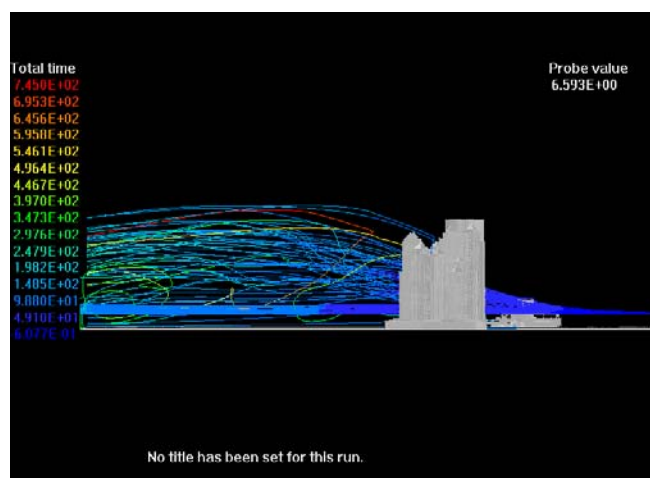 Total time
Probe value
7.450E+02
6.593E+00
6.953E+02
6.456E+02
5.958E+02
5.461E+02
4.964E+02
4.467E+02
3.970E+02
3.473E+02
2.976E+02
2.479E+02
1.982E+02
1.485E+02
9.880E+01
4.910E+01
6.077E-01
No title has been set for this run.